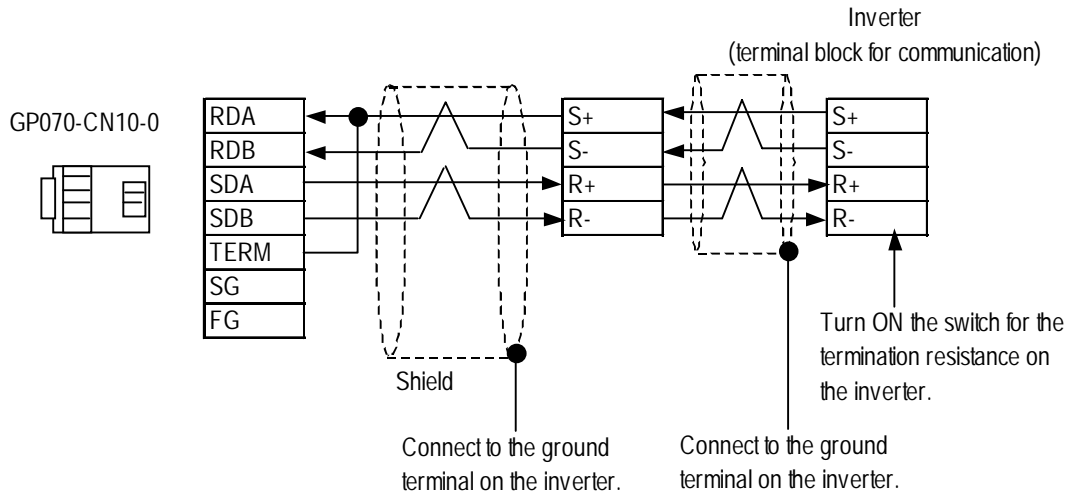 Inverter
(terminal block for communication)
GP070-CN10-0
RDA
RDB
SDA
SDB
TERM
SG
FG
S+
S-
R+
R-
S+
S-
R+
R-
Shield
Connect to the ground
terminal on the inverter.
Connect to the ground
terminal on the inverter.
Turn ON the switch for the
termination resistance on
the inverter.